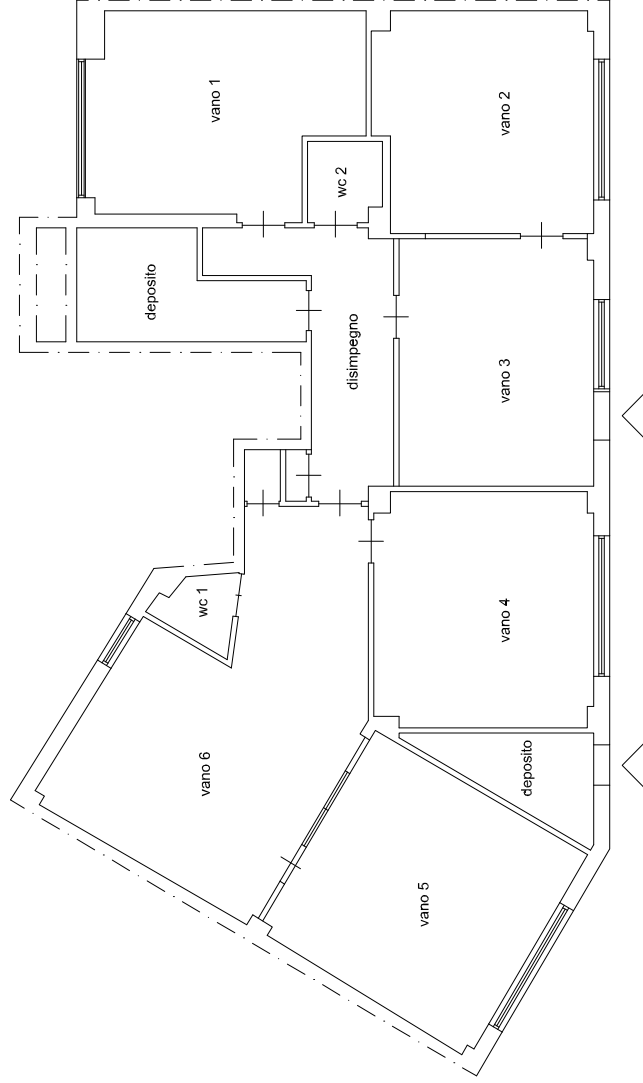 vano 1
vano 2
wc 2
deposito
disimpegno
vano 3
wc 1
vano 4
vano 6
deposito
vano 5